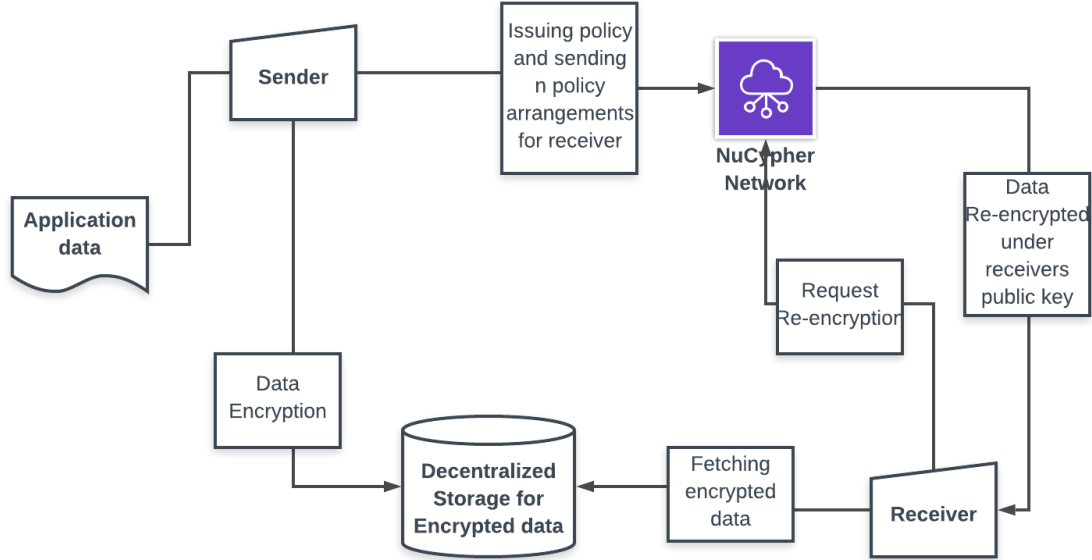 Issuing policy
and sending
n policy
arrangements
for receiver
Sender
NuCypher
Network
Application
data
Data
Re-encrypted
under
receivers
public key
Request
Re-encryption
Data
Encryption
Decentralized
Storage for
Encrypted data
Fetching
encrypted
data
Receiver